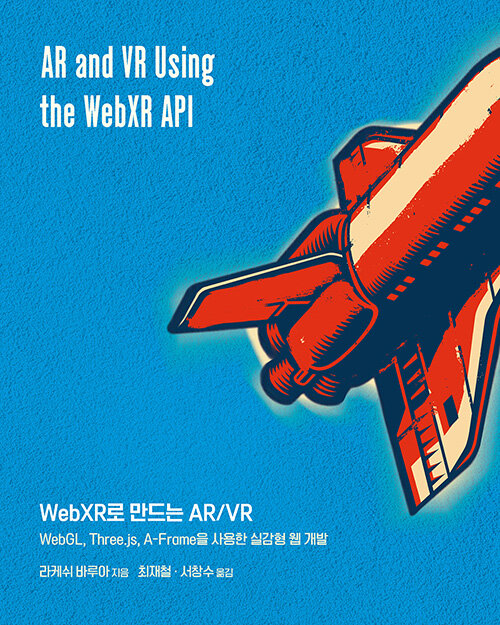 AR and VR Using
the WebXR API
WebXR로 만드는 AR/VR
WebGL, Three.js, A-Frame을 사용한 실감형 웹 개발
라케쉬 바루아 지음 최재철 · 서창수 옮김